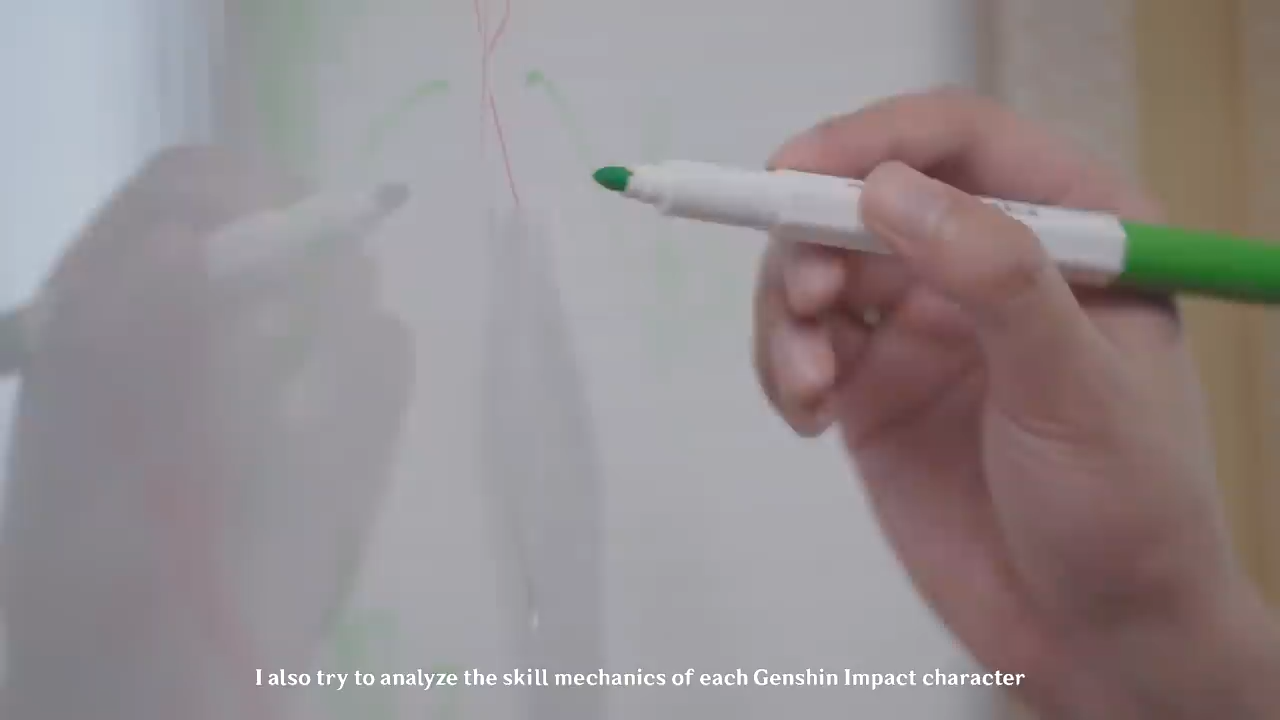 I also try to analyze the skill mechanics of each Genshin Impact character